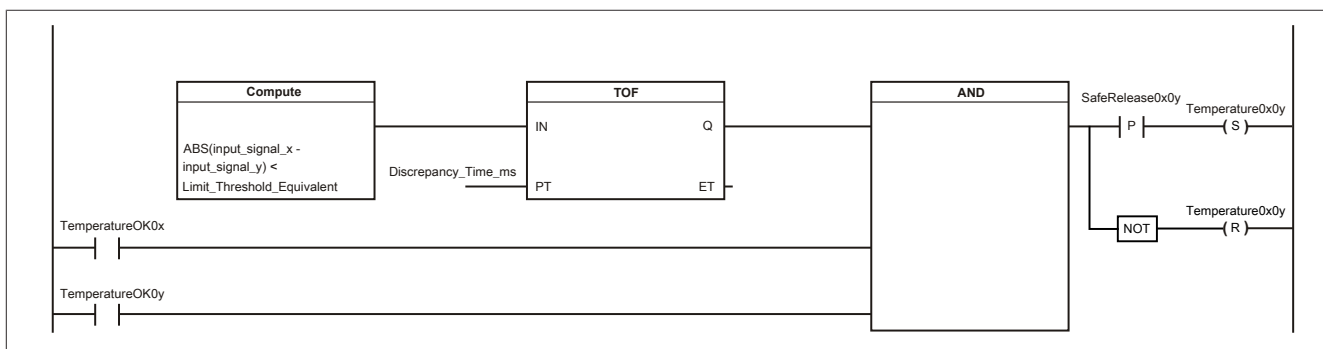 Compute
TOF
AND
SafeRelease0x0y
Temperature0x0y
IN
Q
P
S
ABS(input_signal_x -
input_signal_y) <
Limit_Threshold_Equivalent
Discrepancy_Time_ms
PT
ET
TemperatureOK0x
Temperature0x0y
NOT
R
TemperatureOK0y